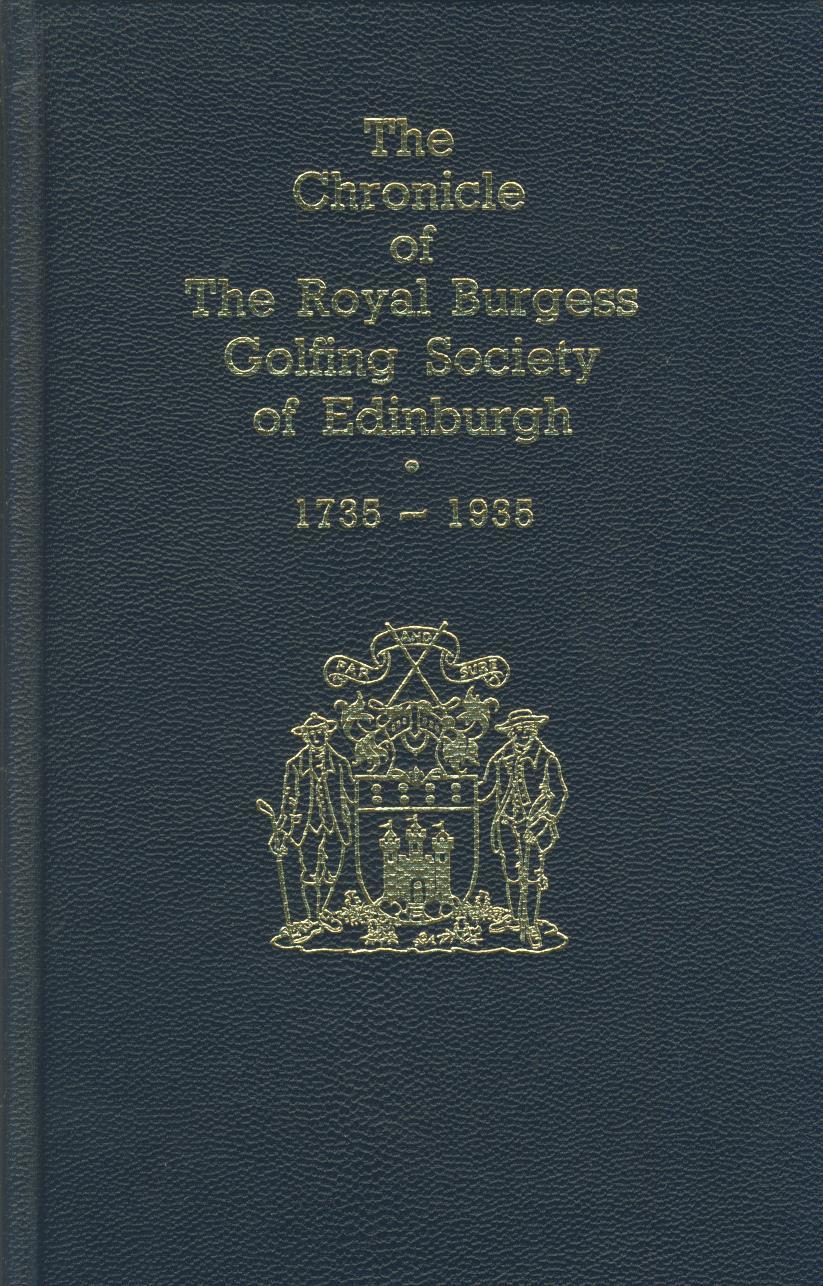 The
Chronicle
of
The Royal Burgess
Golfing Society
of Edinburgh
•
1735 - 1935
FAR AND SURE